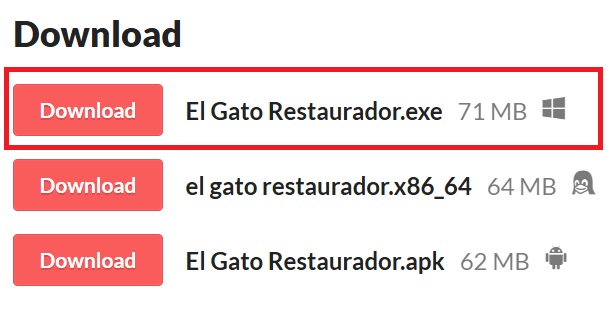 Download
Download El Gato Restaurador.exe 71 MB
Download el gato restaurador.x86_64 64 MB
Download El Gato Restaurador.apk 62 MB